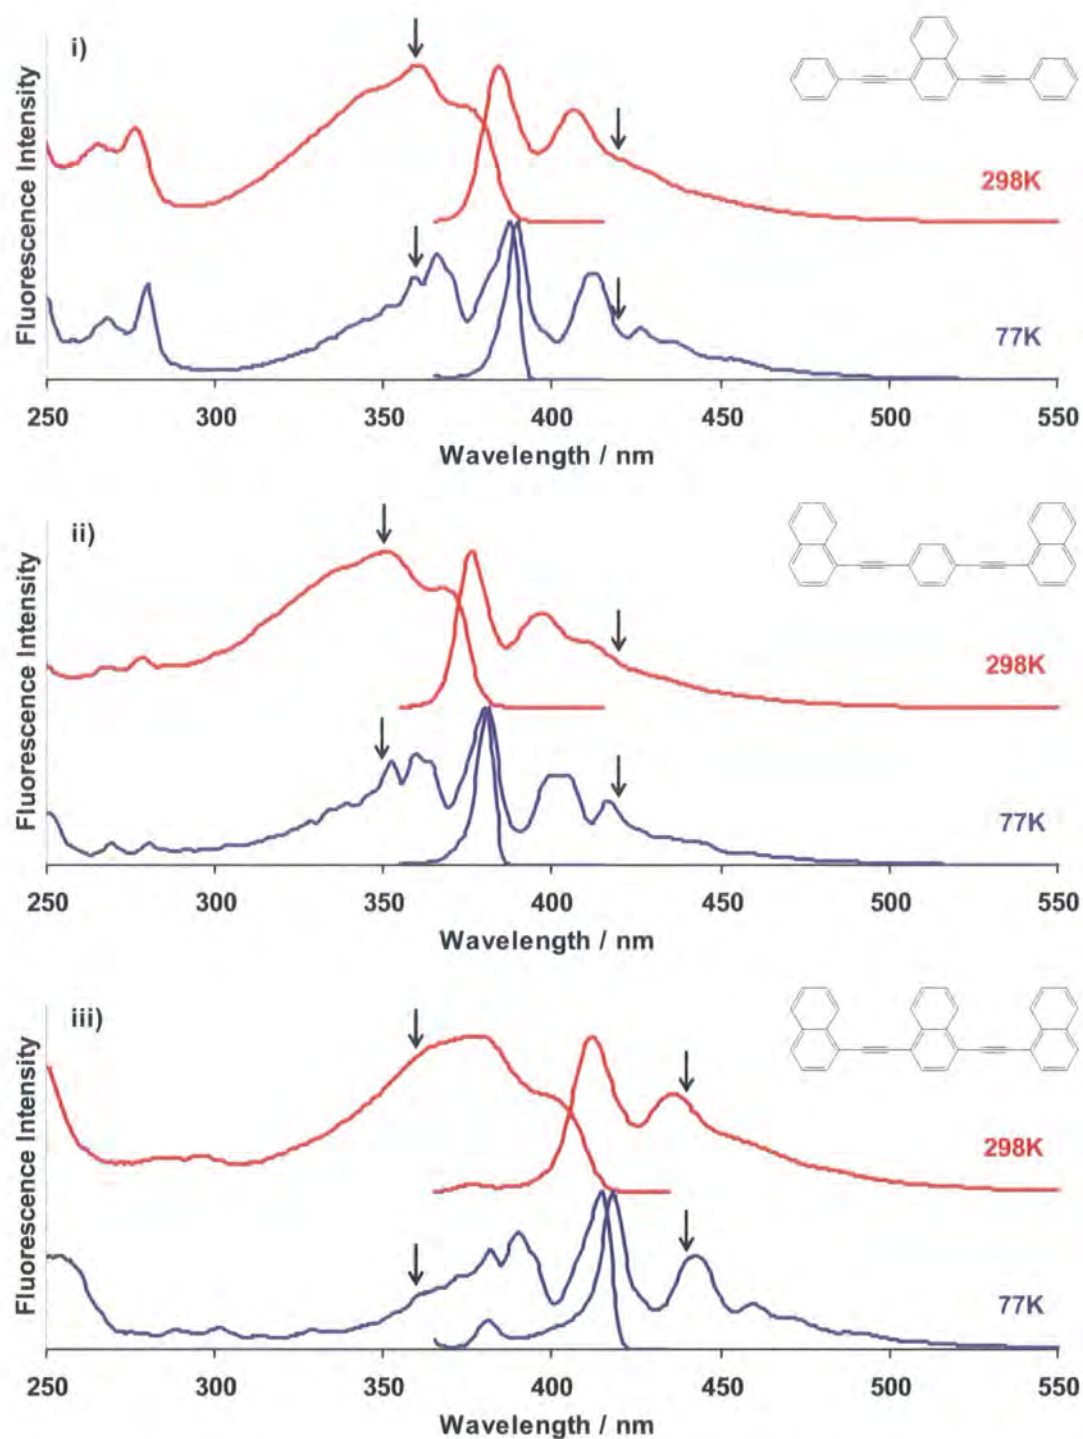 i)
Fluorescence Intensity
298K
77K
250 300 350 400 450 500 550
Wavelength / nm
ii)
Fluorescence Intensity
298K
77K
250 300 350 400 450 500 550
Wavelength / nm
iii)
Fluorescence Intensity
298K
77K
250 300 350 400 450 500 550
Wavelength / nm